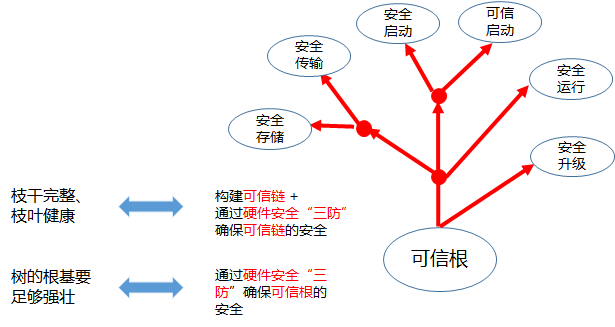 安全
启动
可信
启动
安全
传输
安全
运行
安全
存储
安全
升级
枝干完整、
枝叶健康
构建可信链 +
通过硬件安全“三防”
确保可信链的安全
可信根
树的根基要
足够强壮
通过硬件安全“三
防”确保可信根的
安全